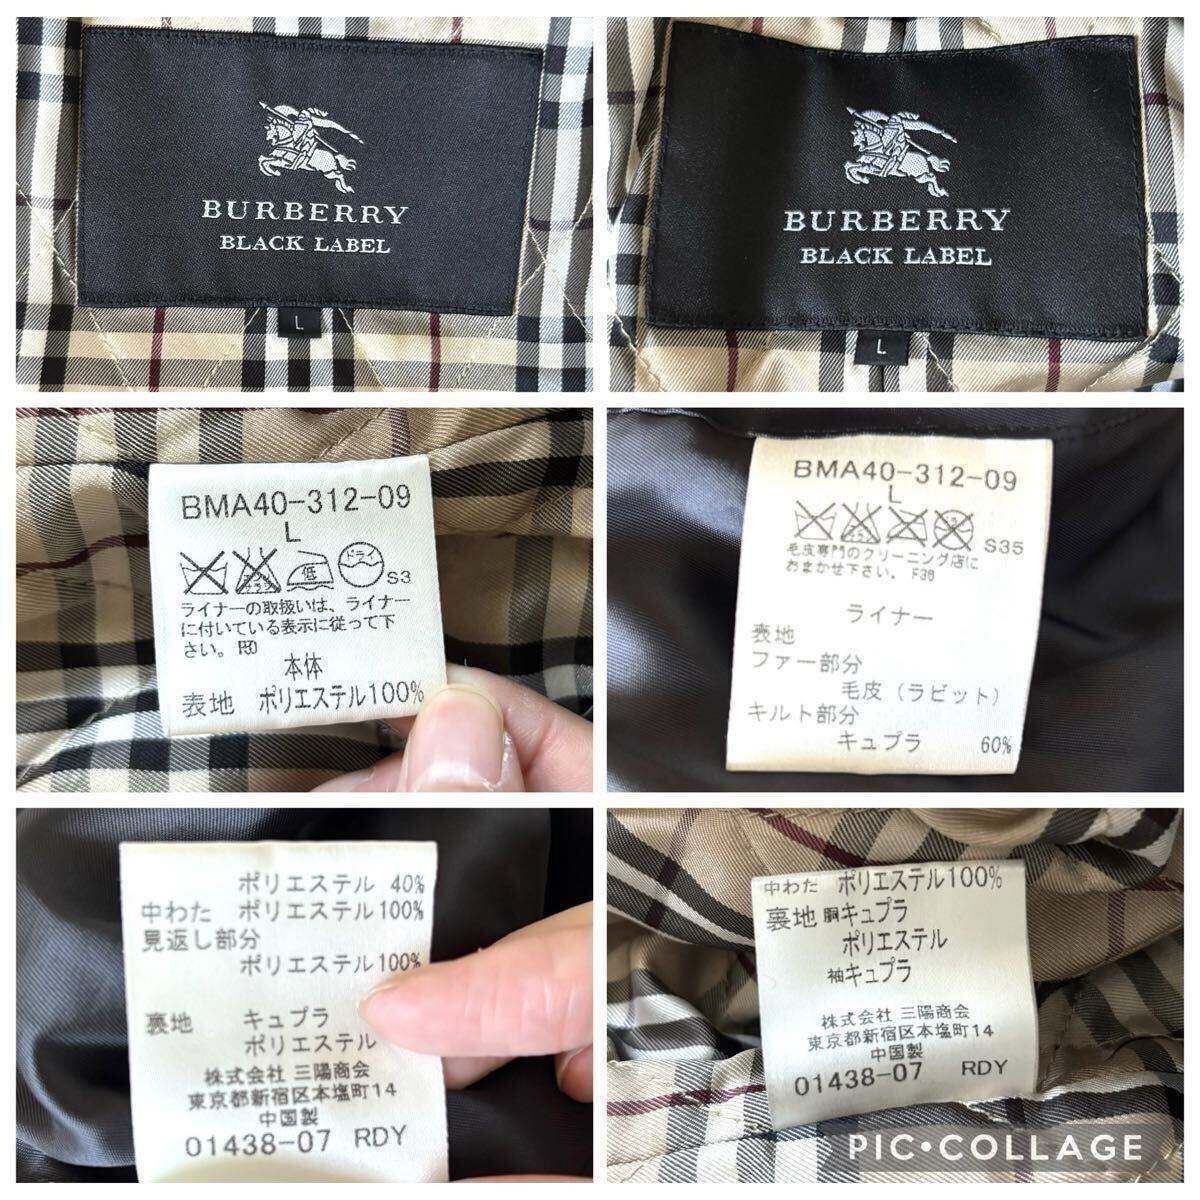 BURBERRY
BLACK LABEL
L
BURBERRY
BLACK LABEL
L
BMA40-312-09
L
ドライ
低
S3
ライナーの取扱いは、ライナー
に付いている表示に従って下
さい。
本体
表地 ポリエステル100%
BMA40-312-09
L
S35
毛皮専門のクリーニング店に
おまかせ下さい。 F36
ライナー
表地
ファー部分
毛皮（ラビット）
キルト部分
キュプラ 60%
ポリエステル 40%
中わた ポリエステル100%
見返し部分
ポリエステル100%
裏地 キュプラ
ポリエステル
株式会社 三陽商会
東京都新宿区本塩町14
中国製
01438-07 RDY
中わた ポリエステル100%
裏地 胴キュプラ
ポリエステル
袖キュプラ
株式会社 三陽商会
東京都新宿区本塩町14
中国製
01438-07 RDY
PIC•COLLAGE